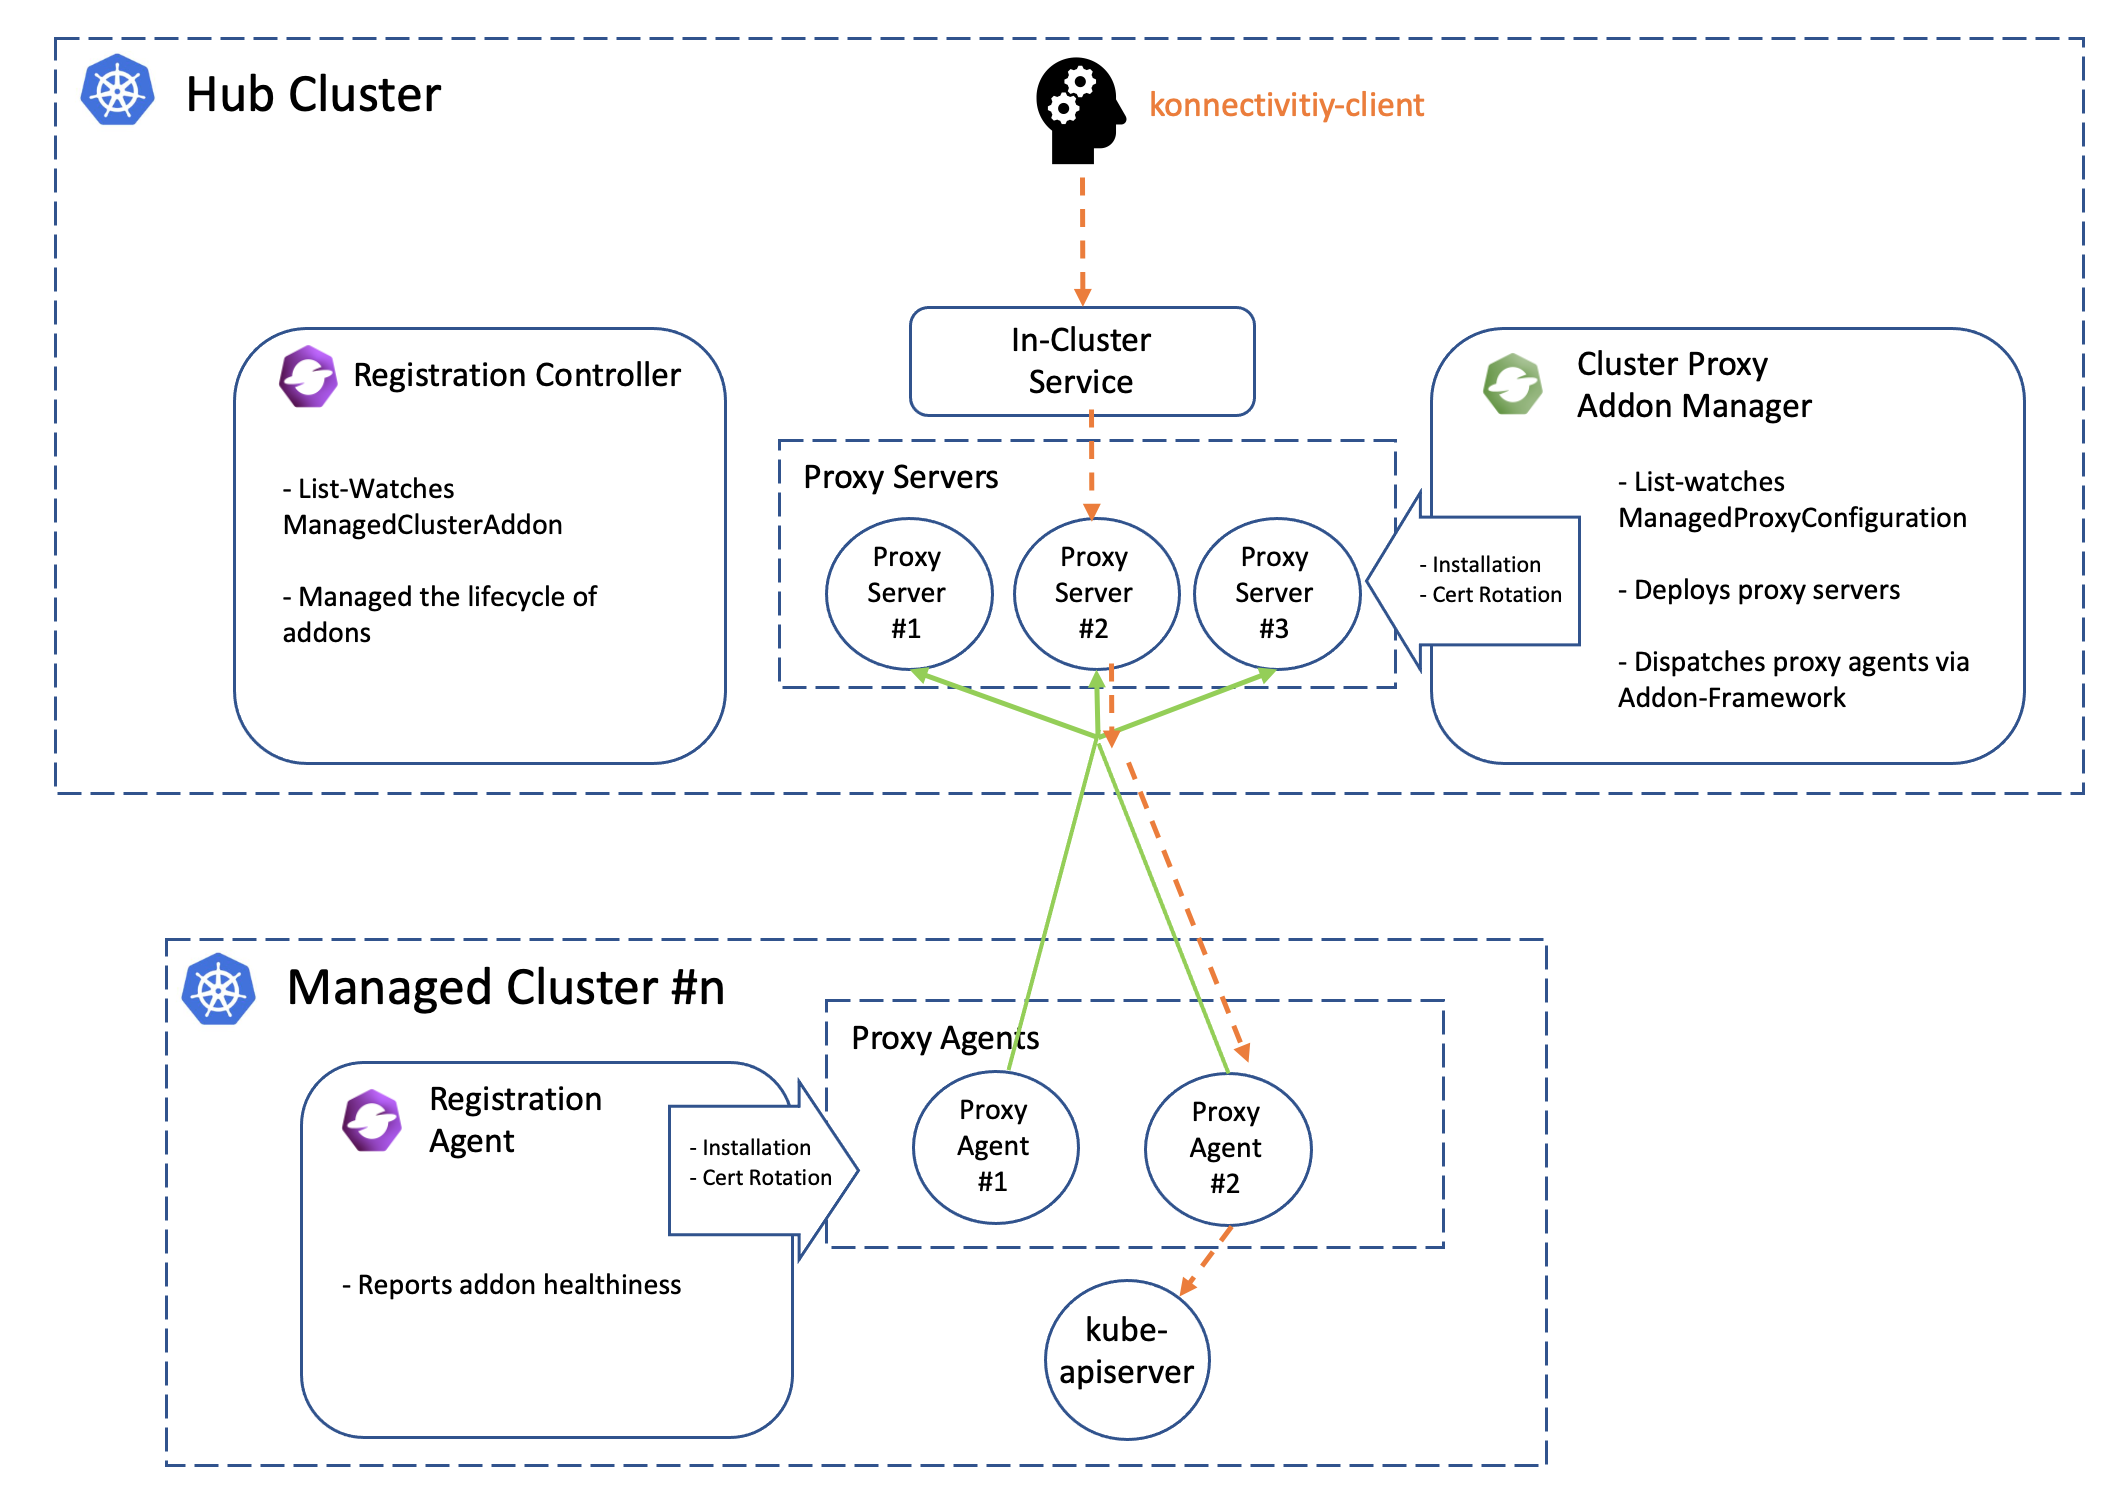 Hub Cluster
konnectivitiy-client
In-Cluster
Service
Registration Controller
- List-Watches
ManagedClusterAddon
- Managed the lifecycle of
addons
Proxy Servers
Proxy
Server
#1
Proxy
Server
#2
Proxy
Server
#3
- Installation
- Cert Rotation
Cluster Proxy
Addon Manager
- List-watches
ManagedProxyConfiguration
- Deploys proxy servers
- Dispatches proxy agents via
Addon-Framework
Managed Cluster #n
Registration
Agent
- Reports addon healthiness
- Installation
- Cert Rotation
Proxy Agents
Proxy
Agent
#1
Proxy
Agent
#2
kube-
apiserver